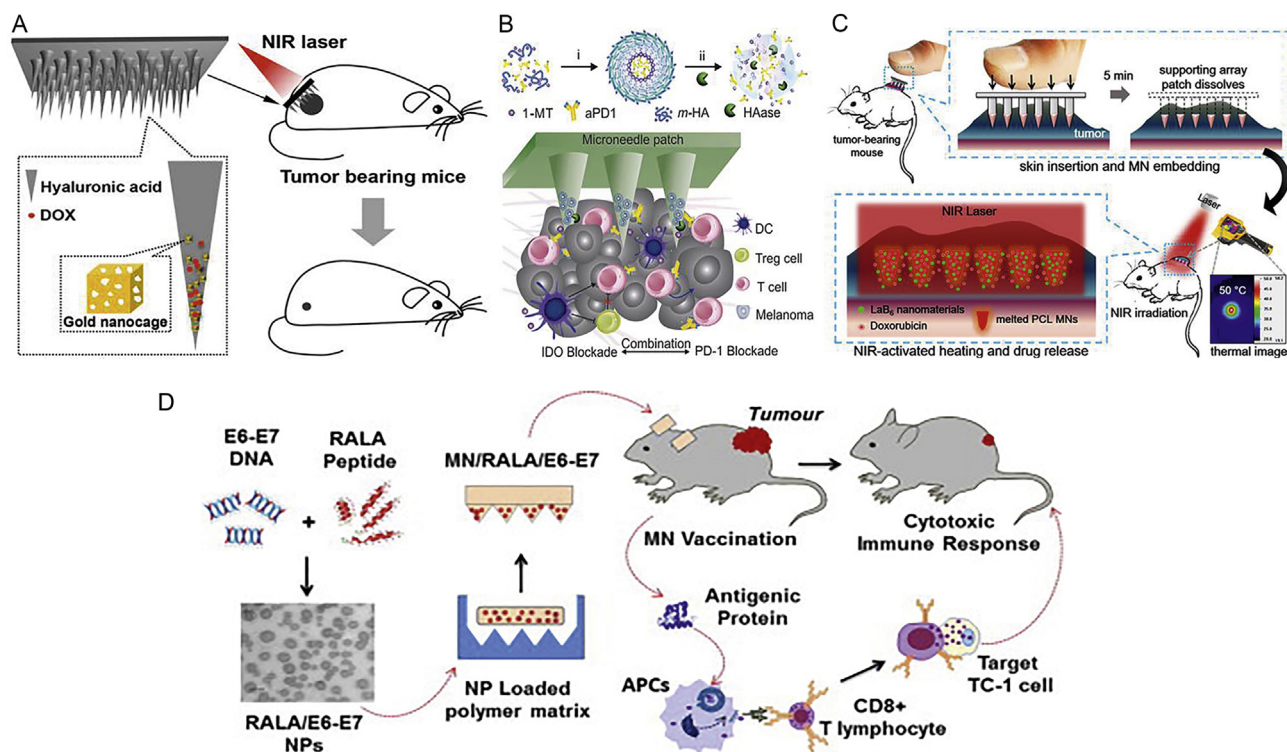 A
NIR laser
Tumor bearing mice
Hyaluronic acid
DOX
Gold nanocage
B
i
ii
1-MT
aPD1
m-HA
HAase
Microneedle patch
DC
Treg cell
T cell
Melanoma
IDO Blockade
Combination
PD-1 Blockade
C
5 min
supporting array
patch dissolves
tumor
tumor-bearing
mouse
skin insertion and MN embedding
NIR Laser
Laser
LaB6 nanomaterials
Doxorubicin
melted PCL MNs
NIR-activated heating and drug release
NIR irradiation
50 °C
thermal image
D
E6-E7
DNA
+
RALA
Peptide
RALA/E6-E7
NPs
MN/RALA/E6-E7
NP Loaded
polymer matrix
Tumour
MN Vaccination
Cytotoxic
Immune Response
Antigenic
Protein
APCs
CD8+
T lymphocyte
Target
TC-1 cell